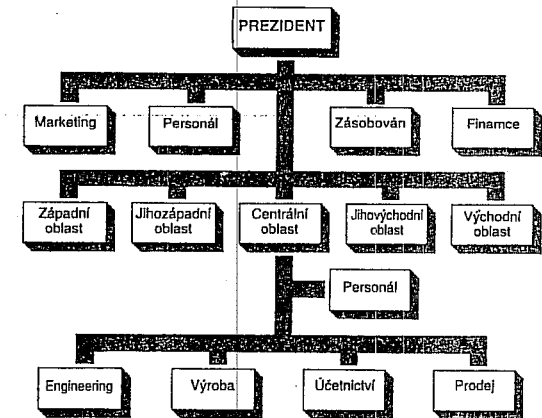 PREZIDENT
Marketing
Personál
Zásobován
Finamce
Západní
oblast
Jihozápadní
oblast
Centrální
oblast
Jihovýchodní
oblast
Východní
oblast
Personál
Engineering
Výroba
Účetnictví
Prodej